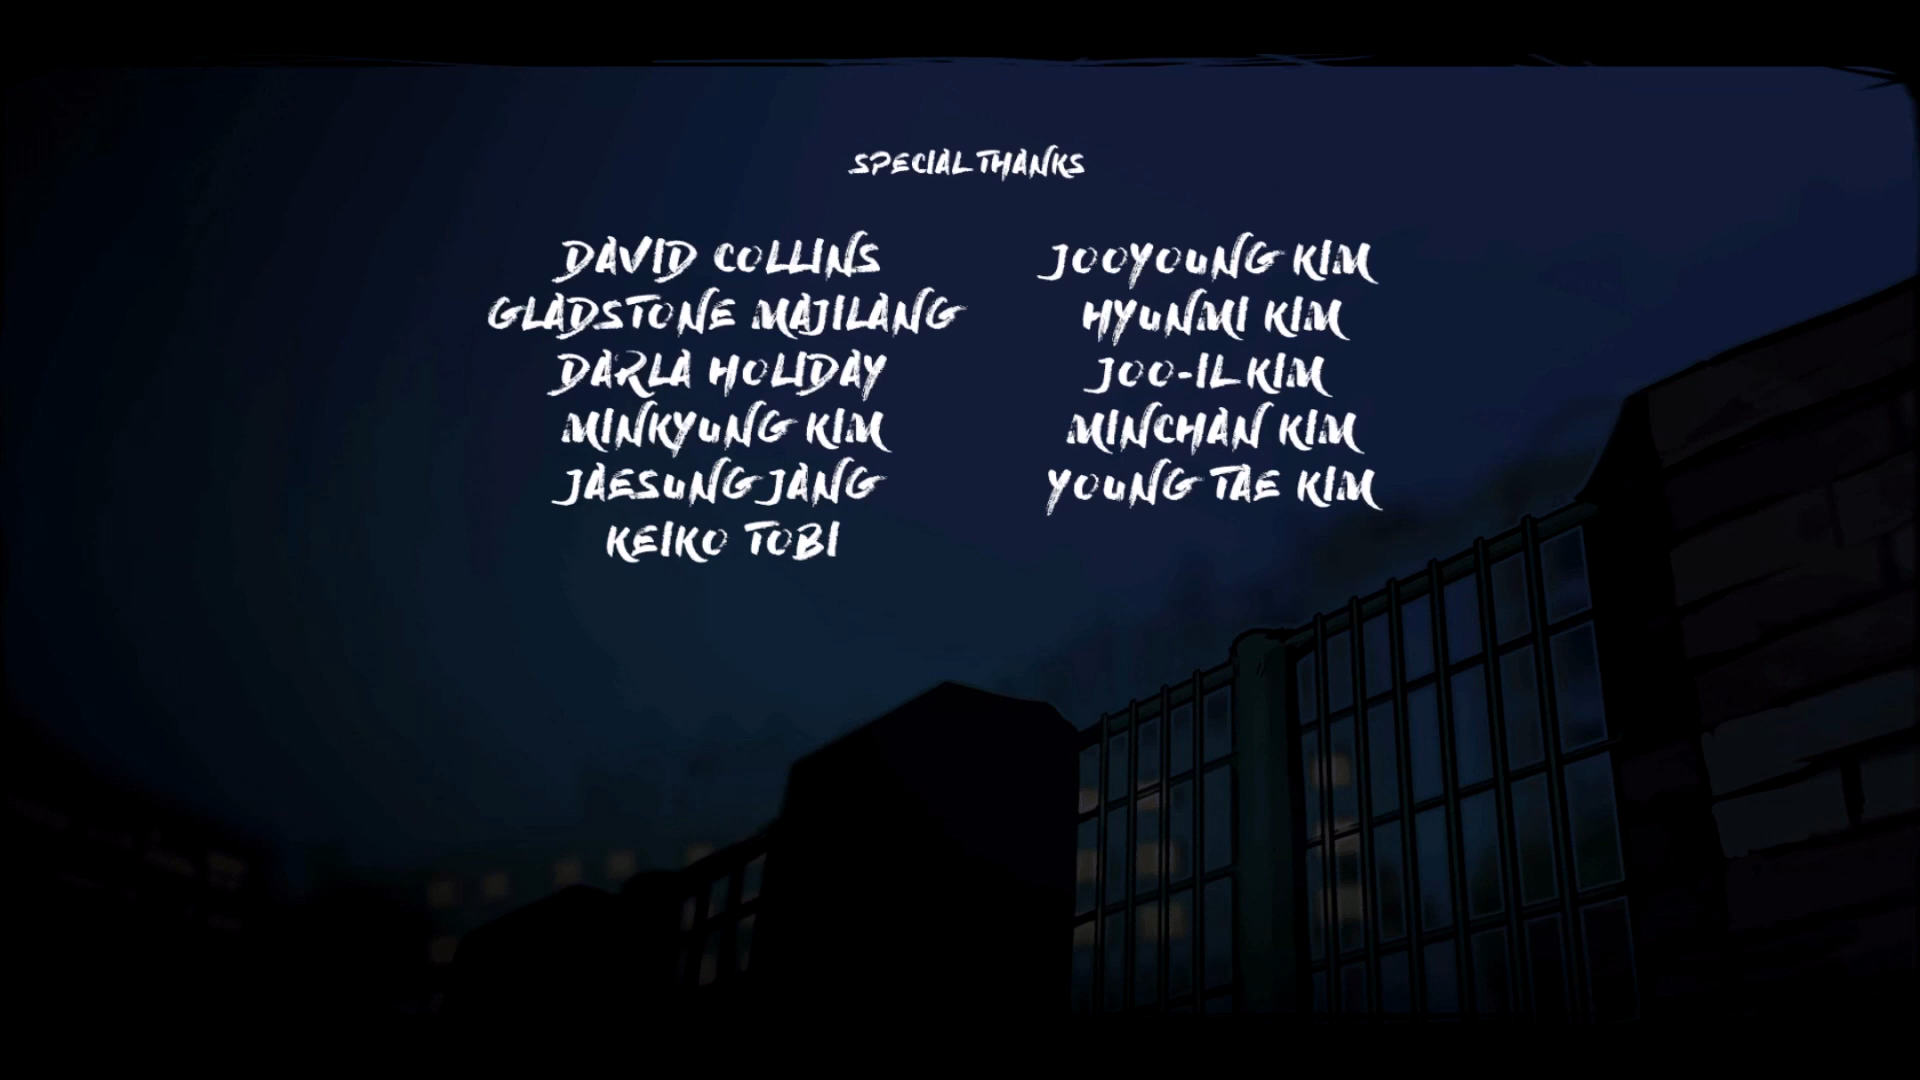 SPECIAL THANKS
DAVID COLLINS
GLADSTONE MAJILANG
DARLA HOLIDAY
MINKYUNG KIM
JAESUNG JANG
KEIKO TOBI
JOOYOUNG KIM
HYUNMI KIM
JOO-IL KIM
MINCHAN KIM
YOUNG TAE KIM